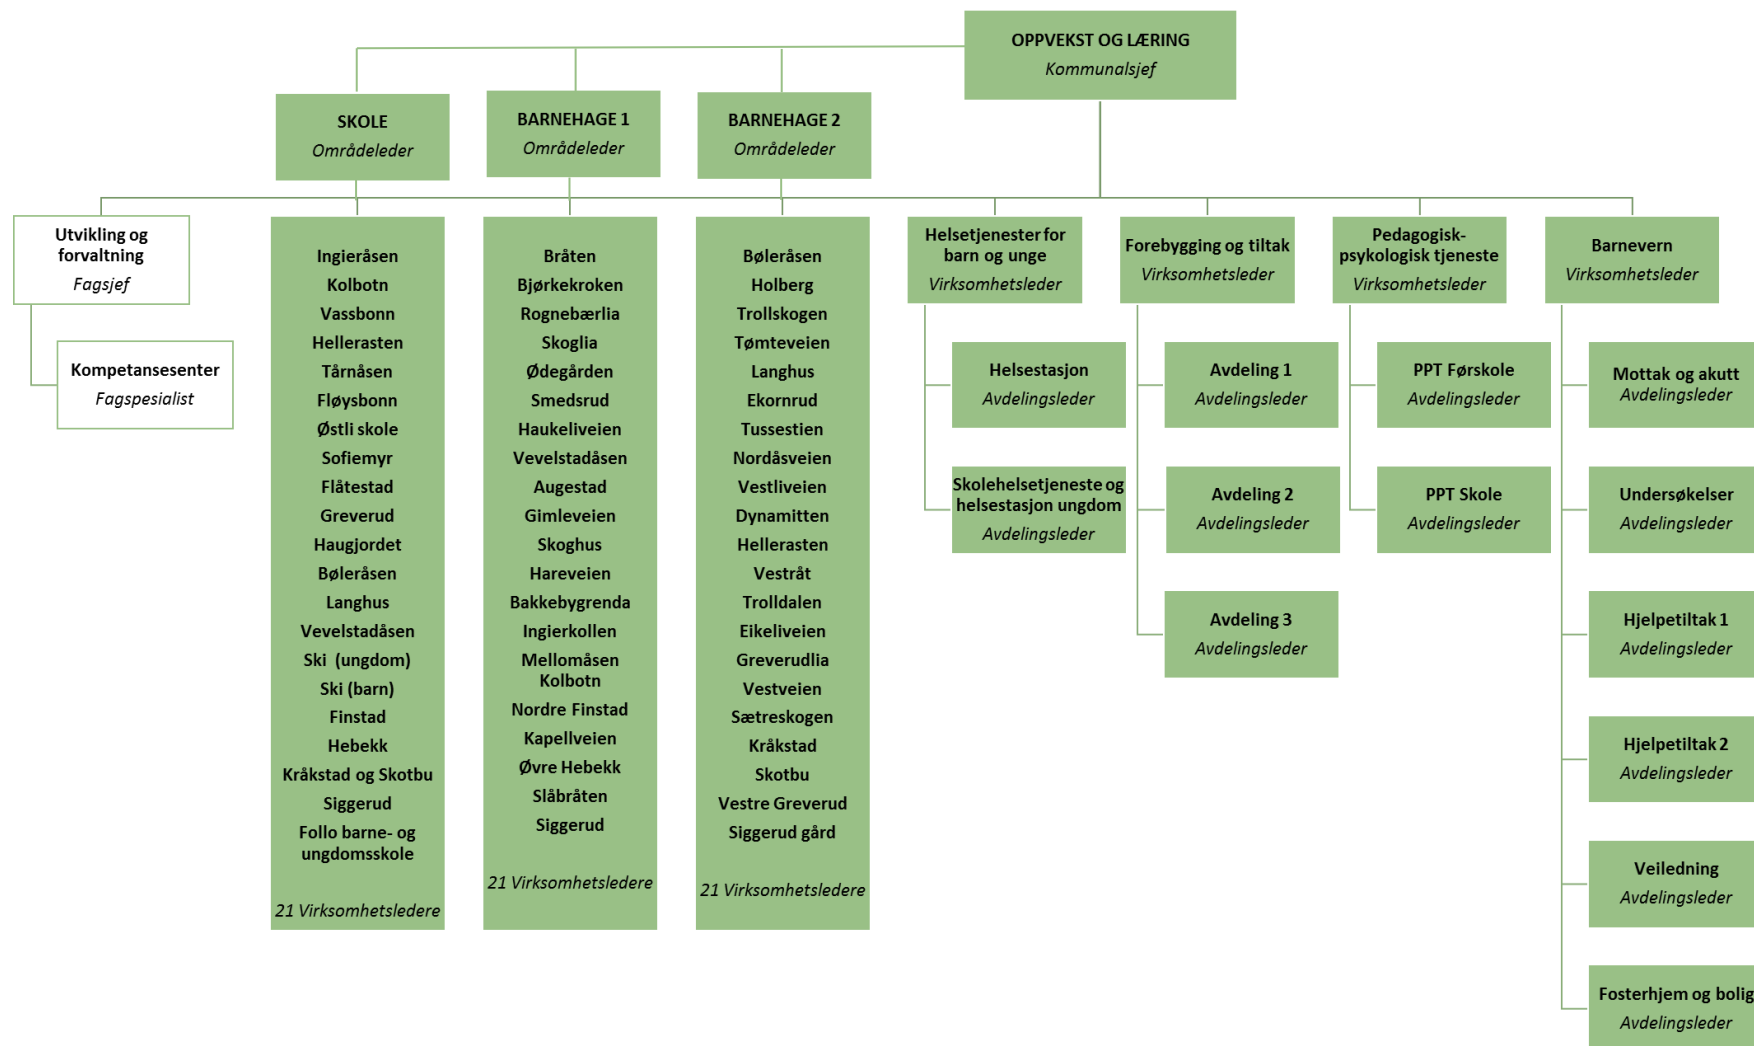 OPPVEKST OG LÆRING
Kommunalsjef
SKOLE
Områdeleder
BARNEHAGE 1
Områdeleder
BARNEHAGE 2
Områdeleder
Utvikling og
forvaltning
Fagsjef
Kompetansesenter
Fagspesialist
Ingieråsen
Kolbotn
Vassbonn
Hellerasten
Tårnåsen
Fløysbonn
Østli skole
Sofiemyr
Flåtestad
Greverud
Haugjordet
Bøleråsen
Langhus
Vevelstadåsen
Ski (ungdom)
Ski (barn)
Finstad
Hebekk
Kråkstad og Skotbu
Siggerud
Follo barne- og
ungdomsskole
21 Virksomhetsledere
Bråten
Bjørkekroken
Rognebærlia
Skoglia
Ødegården
Smedsrud
Haukeliveien
Vevelstadåsen
Augestad
Gimleveien
Skoghus
Hareveien
Bakkebygrenda
Ingierkollen
Mellomåsen
Kolbotn
Nordre Finstad
Kapellveien
Øvre Hebekk
Slåbråten
Siggerud
21 Virksomhetsledere
Bøleråsen
Holberg
Trollskogen
Tømteveien
Langhus
Ekornrud
Tussestien
Nordåsveien
Vestliveien
Dynamitten
Hellerasten
Vestråt
Trolldalen
Eikeliveien
Greverudlia
Vestveien
Sætreskogen
Kråkstad
Skotbu
Vestre Greverud
Siggerud gård
21 Virksomhetsledere
Helsetjenester for
barn og unge
Virksomhetsleder
Helsestasjon
Avdelingsleder
Skolehelsetjeneste og
helsestasjon ungdom
Avdelingsleder
Forebygging og tiltak
Virksomhetsleder
Avdeling 1
Avdelingsleder
Avdeling 2
Avdelingsleder
Avdeling 3
Avdelingsleder
Pedagogisk-
psykologisk tjeneste
Virksomhetsleder
PPT Førskole
Avdelingsleder
PPT Skole
Avdelingsleder
Barnevern
Virksomhetsleder
Mottak og akutt
Avdelingsleder
Undersøkelser
Avdelingsleder
Hjelpetiltak 1
Avdelingsleder
Hjelpetiltak 2
Avdelingsleder
Veiledning
Avdelingsleder
Fosterhjem og bolig
Avdelingsleder